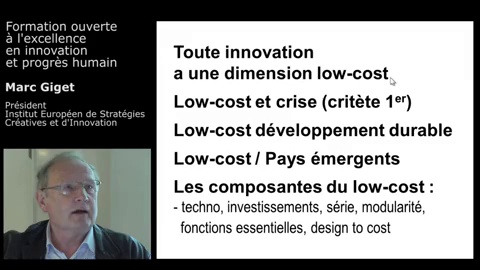 Formation ouverte
à l'excellence
en innovation
et progrès humain
Marc Giget
Président
Institut Européen de Stratégies
Créatives et d'Innovation
Toute innovation
a une dimension low-cost
Low-cost et crise (critète 1er)
Low-cost développement durable
Low-cost / Pays émergents
Les composantes du low-cost :
- techno, investissements, série, modularité,
fonctions essentielles, design to cost